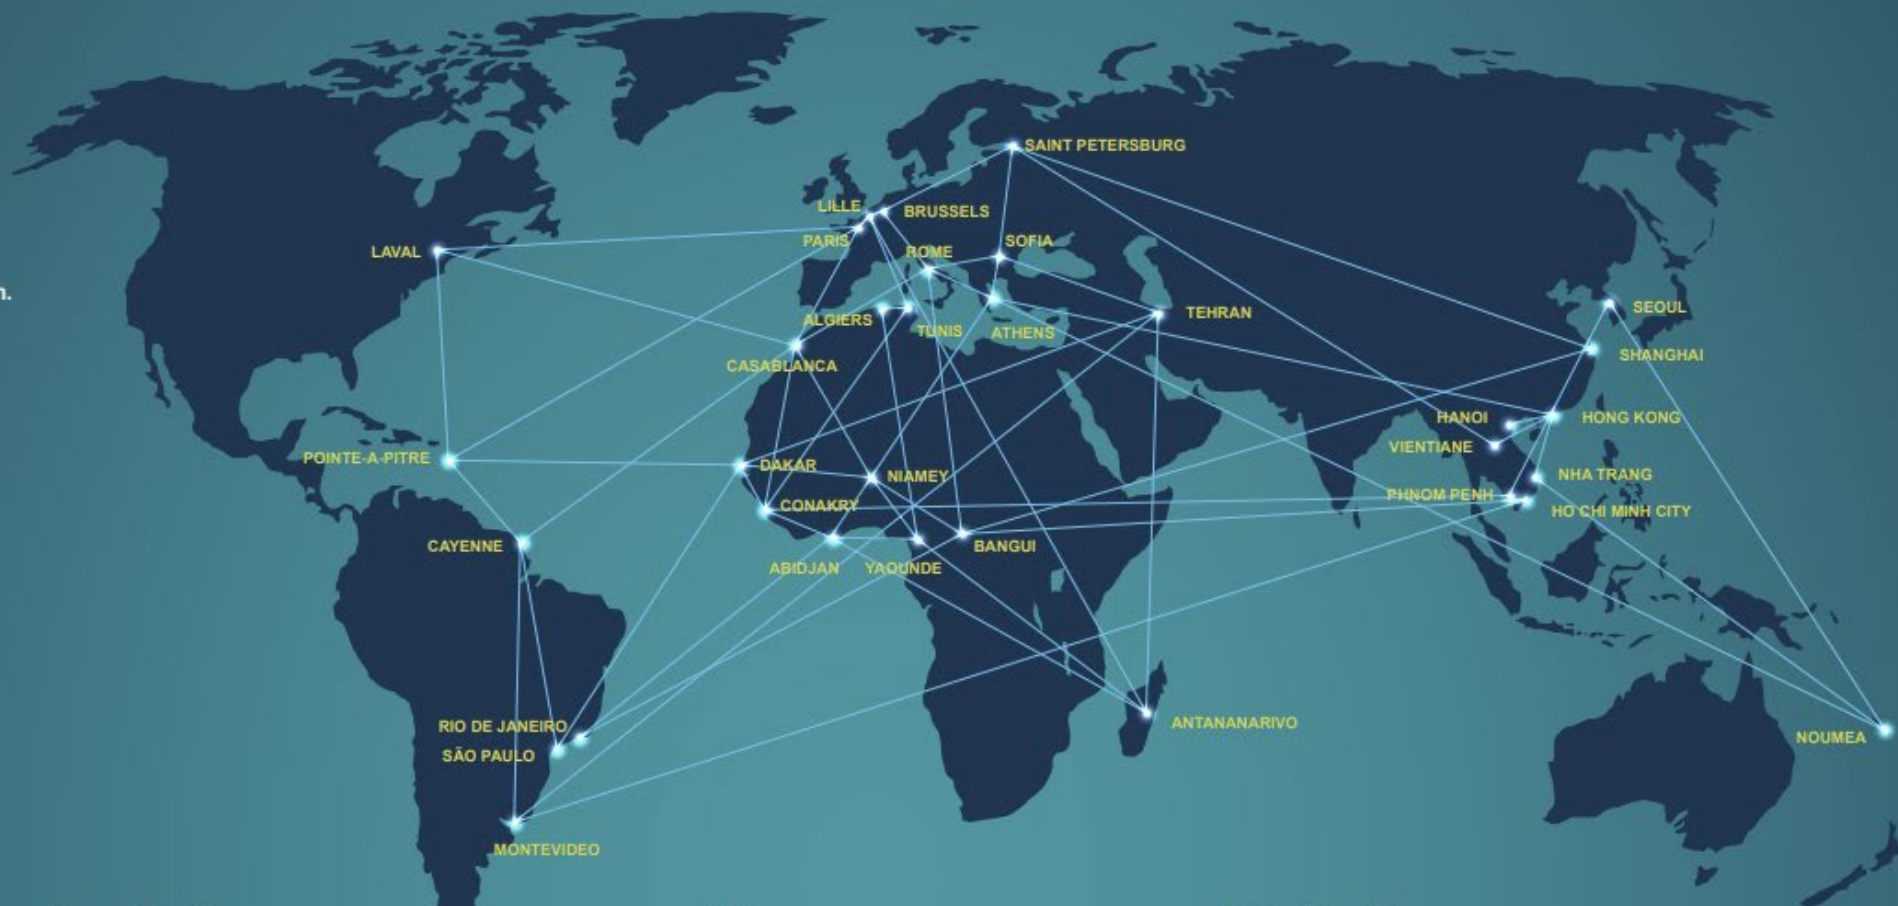 SAINT PETERSBURG
LILLE
BRUSSELS
PARIS
ROME
SOFIA
LAVAL
n.
ALGIERS
TUNIS
ATHENS
TEHRAN
SEOUL
SHANGHAI
CASABLANCA
HANOI
HONG KONG
VIENTIANE
POINTE-A-PITRE
DAKAR
NIAMEY
NHA TRANG
CONAKRY
PHNOM PENH
HO CHI MINH CITY
CAYENNE
ABIDJAN
YAOUNDE
BANGUI
RIO DE JANEIRO
SÃO PAULO
ANTANANARIVO
NOUMEA
MONTEVIDEO